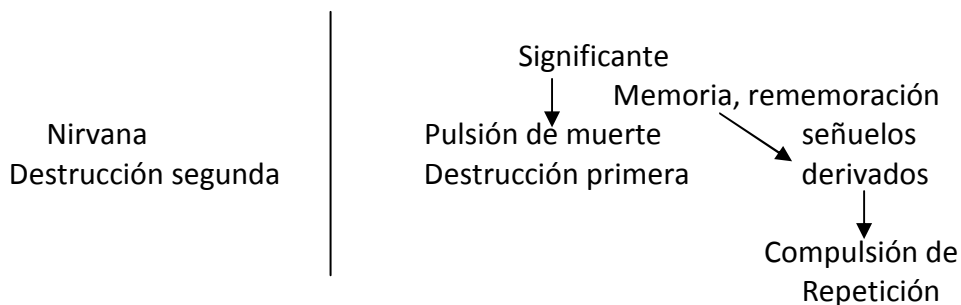 Significante
Memoria, rememoración
Nirvana
Pulsión de muerte
señuelos
Destrucción segunda
Destrucción primera
derivados
Compulsión de
Repetición